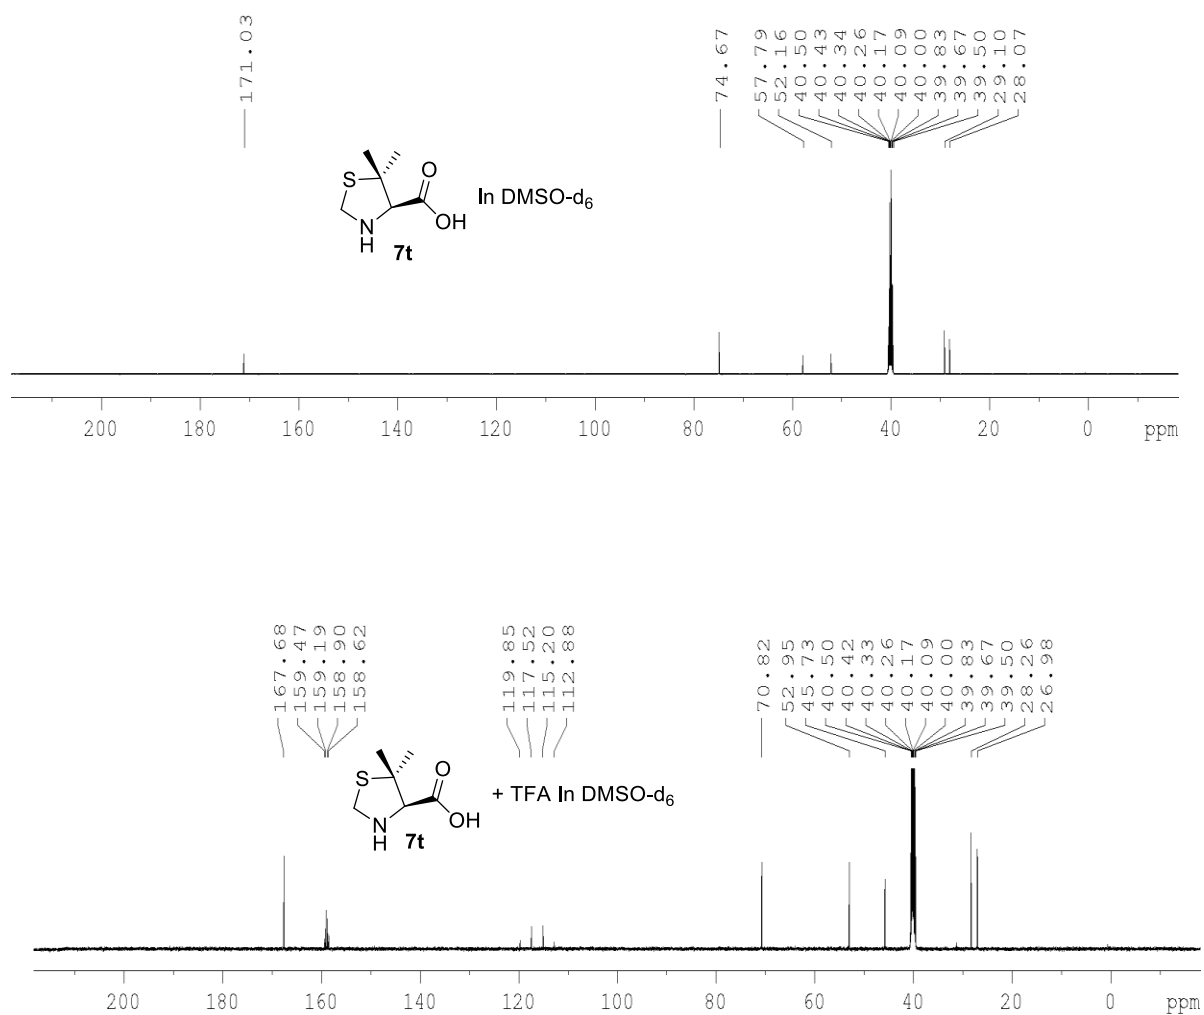 171.03
74.67
57.79
52.16
40.50
40.43
40.34
40.26
40.17
40.09
40.00
39.83
39.67
39.50
29.10
28.07
S
O
N
H
OH
7t
In DMSO-d6
200 180 160 140 120 100 80 60 40 20 0 ppm
167.68
159.47
159.19
158.90
158.62
119.85
117.52
115.20
112.88
70.82
52.95
45.73
40.50
40.42
40.33
40.26
40.17
40.09
40.00
39.83
39.67
39.50
28.26
26.98
S
O
N
H
OH
7t
+ TFA In DMSO-d6
200 180 160 140 120 100 80 60 40 20 0 ppm